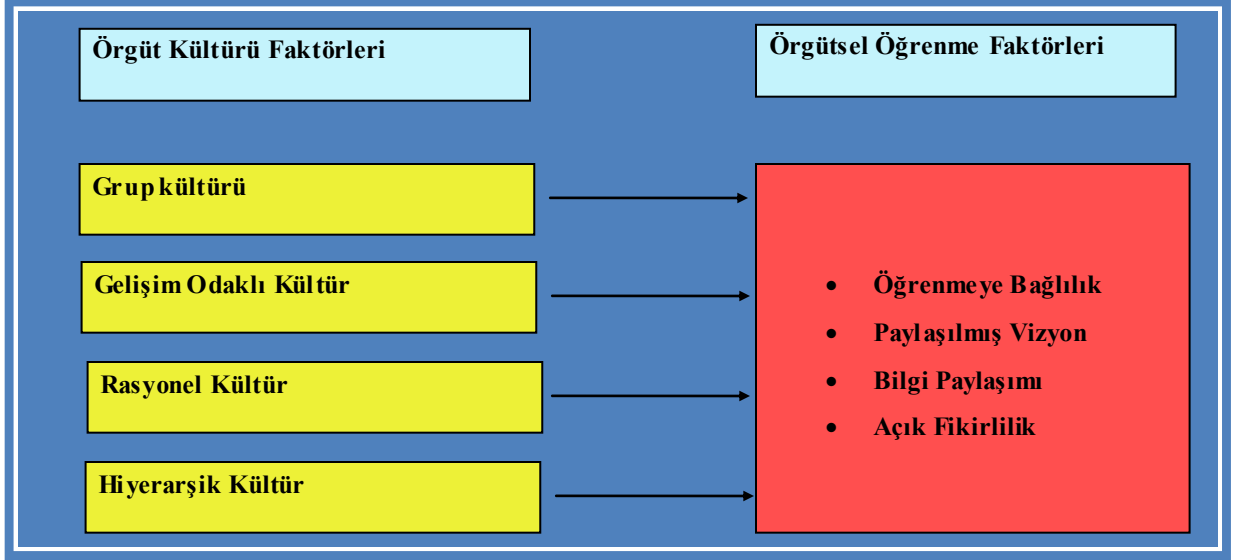 Örgüt Kültürü Faktörleri
Örgütsel Öğrenme Faktörleri
Grup kültürü
Gelişim Odaklı Kültür
Rasyonel Kültür
Hiyerarşik Kültür
• Öğrenmeye Bağlılık
• Paylaşılmış Vizyon
• Bilgi Paylaşımı
• Açık Fikirlilik